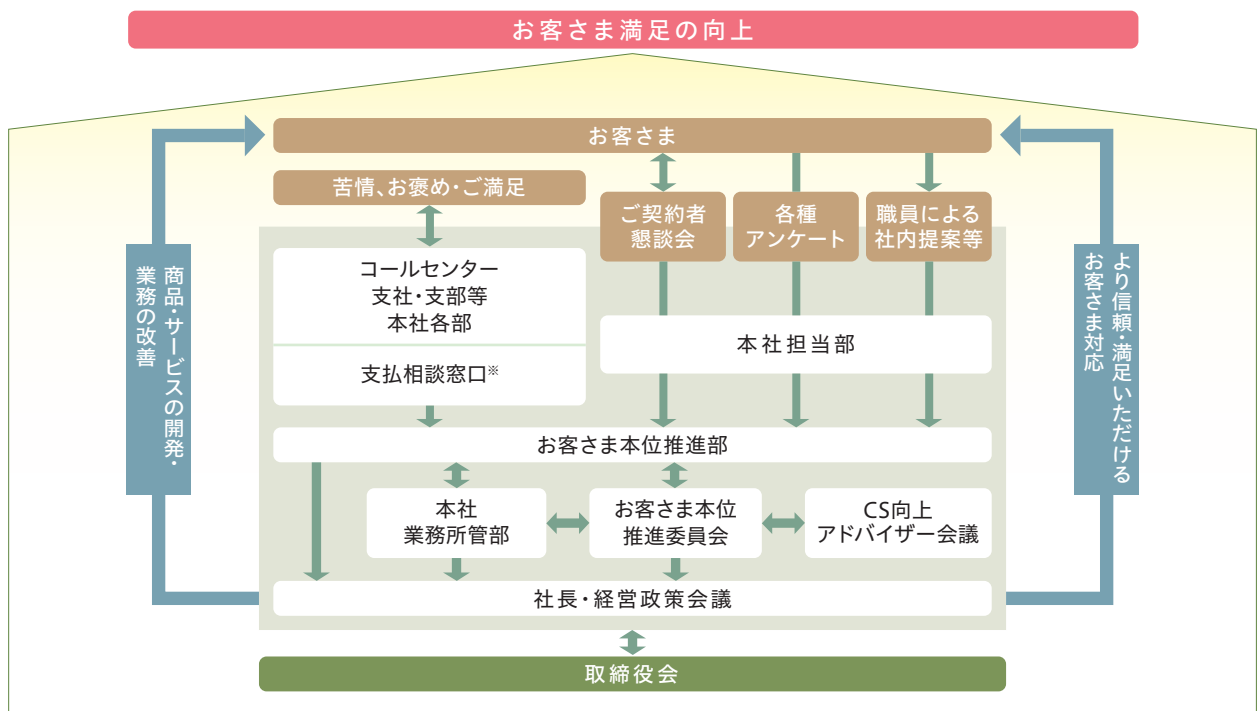 お客さま満足の向上
お客さま
苦情、お褒め・ご満足
ご契約者
懇談会
各種
アンケート
職員による
社内提案等
コールセンター
支社・支部等
本社各部
支払相談窓口※
本社担当部
商品・サービスの開発・
業務の改善
より信頼・満足いただける
お客さま対応
お客さま本位推進部
本社
業務所管部
お客さま本位
推進委員会
CS向上
アドバイザー会議
社長・経営政策会議
取締役会